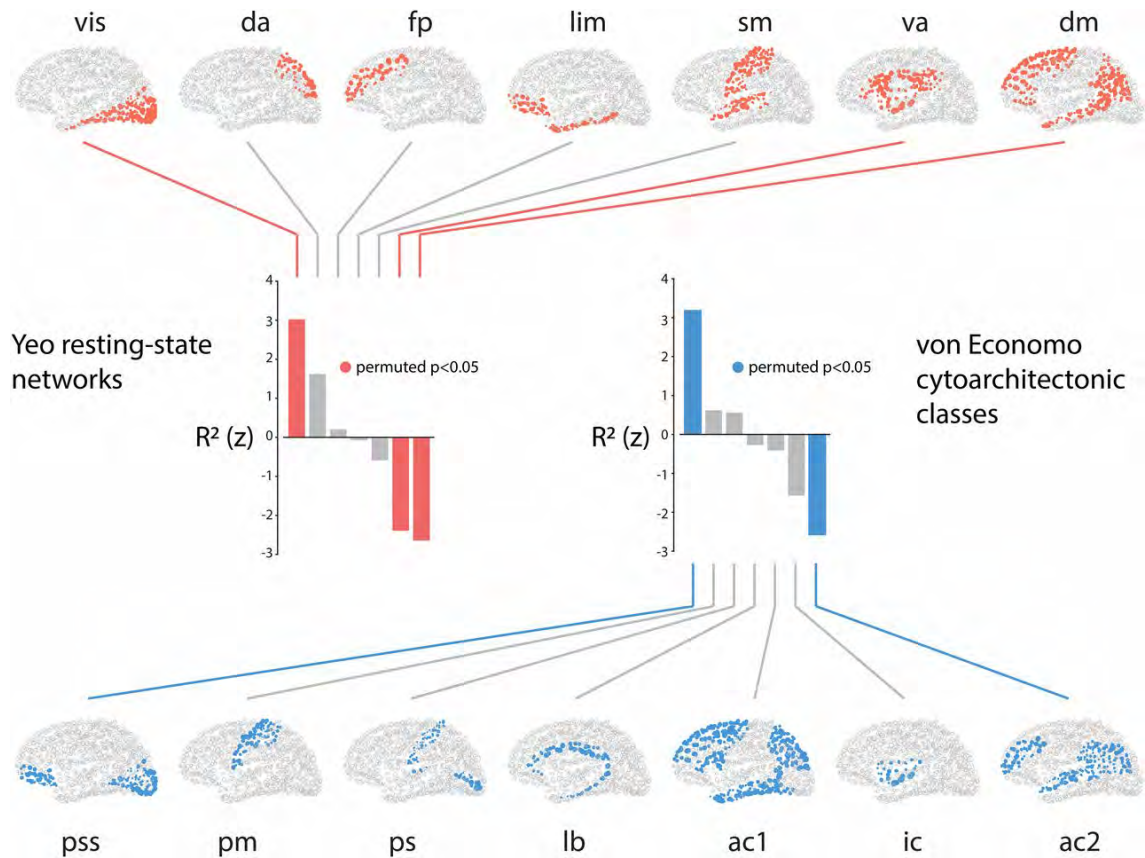 vis da fp lim sm va dm
4
3
2
1
0
-1
-2
-3
R² (z)
permuted p<0.05
Yeo resting-state
networks
4
3
2
1
0
-1
-2
-3
R² (z)
permuted p<0.05
von Economo
cytoarchitectonic
classes
pss pm ps lb ac1 ic ac2